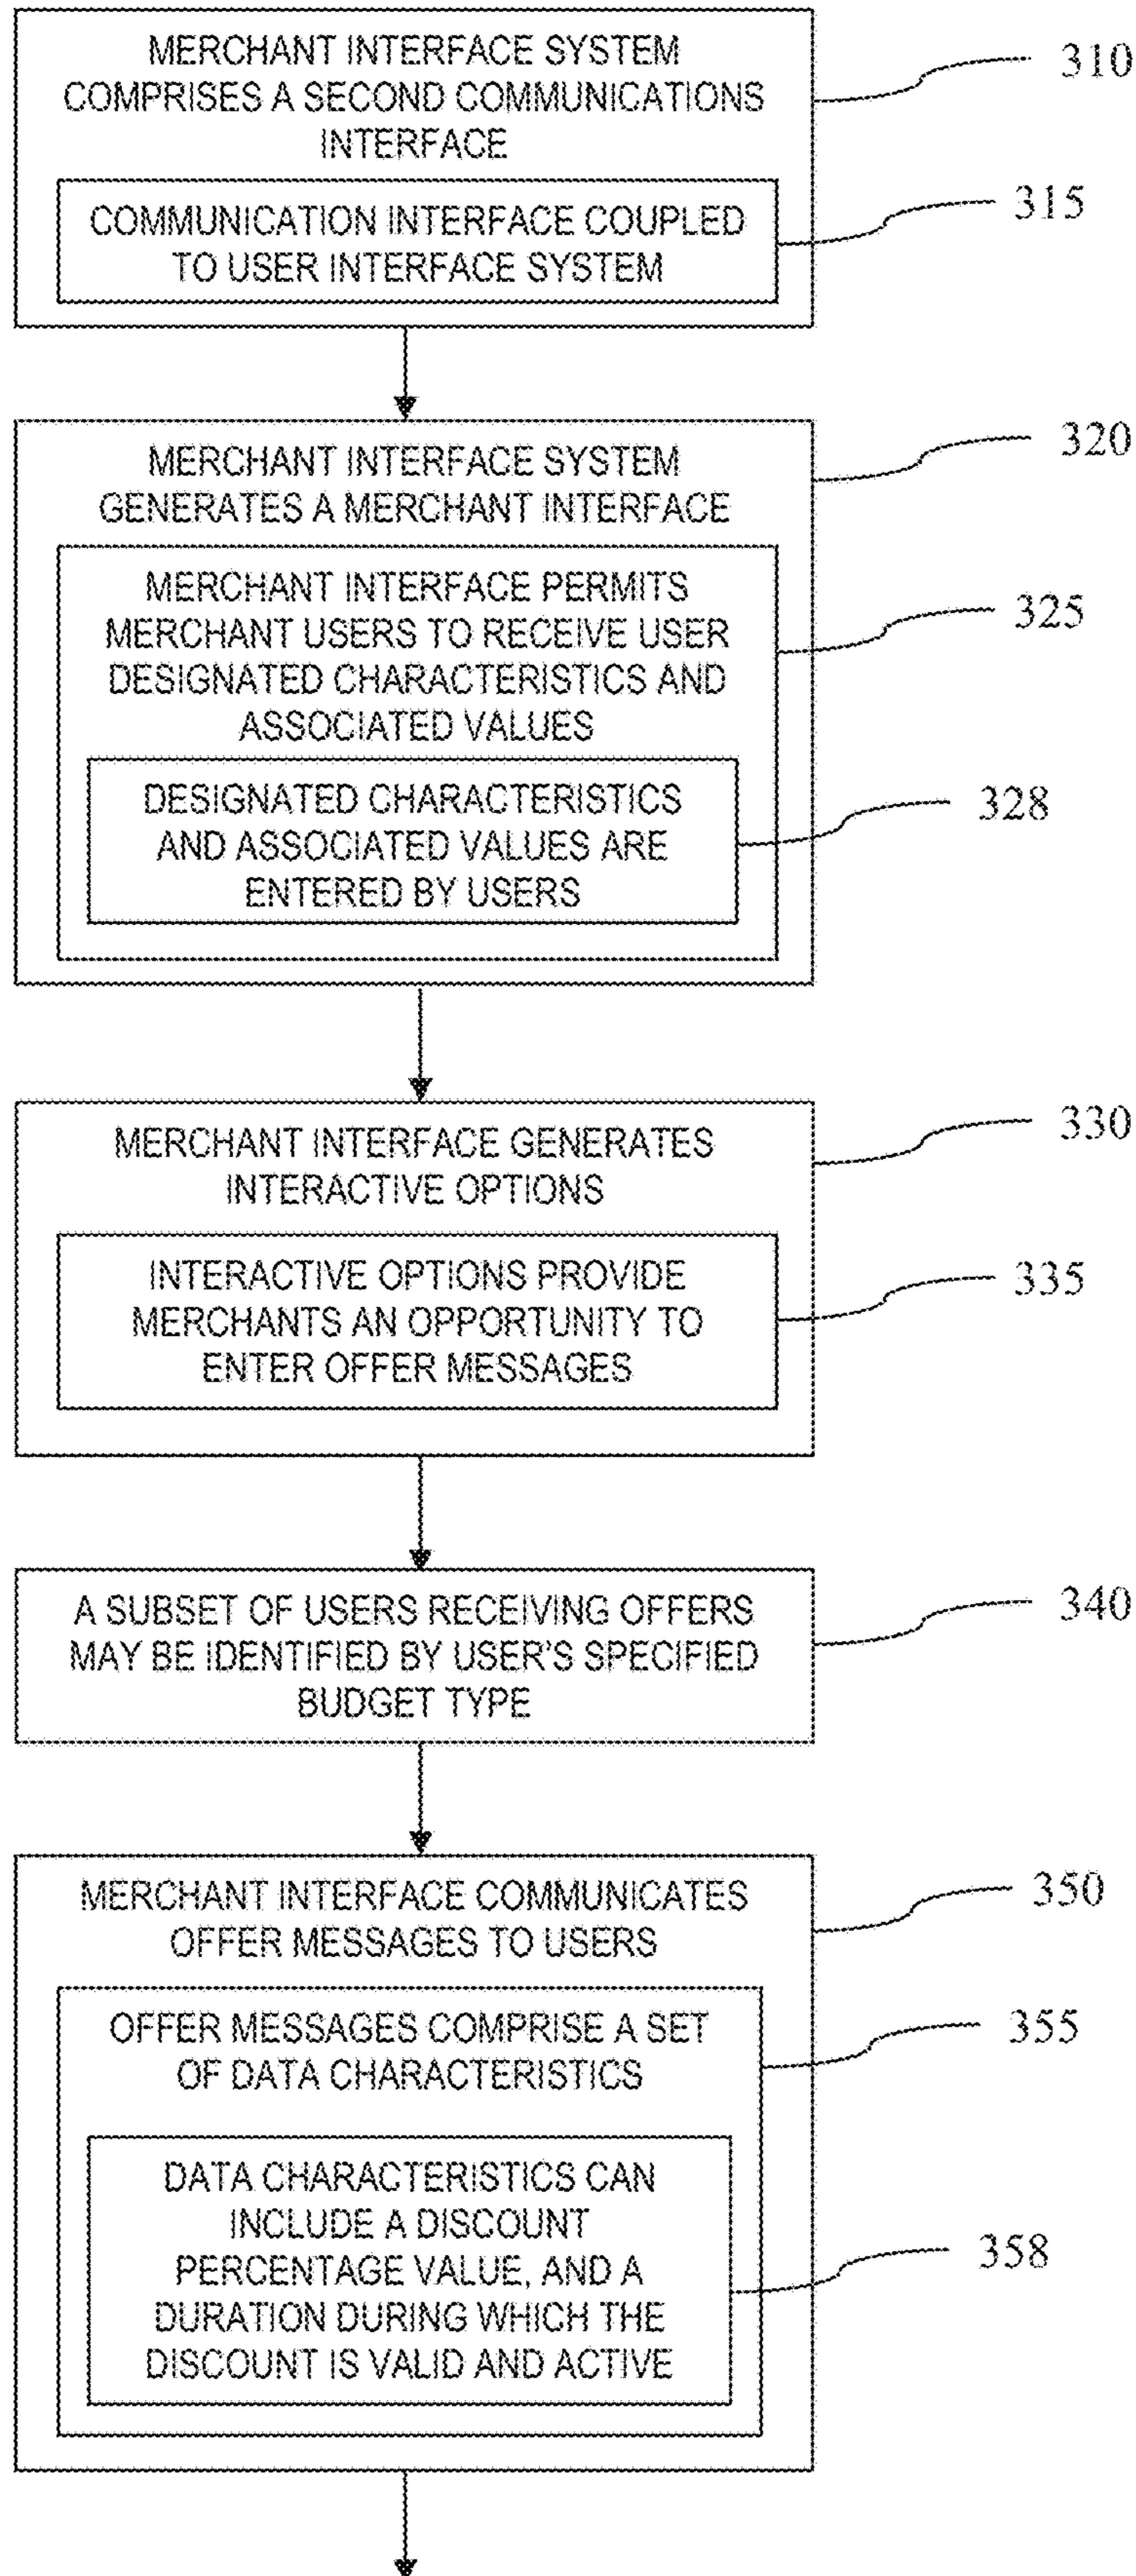 MERCHANT INTERFACE SYSTEM
COMPRISES A SECOND COMMUNICATIONS
INTERFACE
310
COMMUNICATION INTERFACE COUPLED
TO USER INTERFACE SYSTEM
315
MERCHANT INTERFACE SYSTEM
GENERATES A MERCHANT INTERFACE
320
MERCHANT INTERFACE PERMITS
MERCHANT USERS TO RECEIVE USER
DESIGNATED CHARACTERISTICS AND
ASSOCIATED VALUES
325
DESIGNATED CHARACTERISTICS
AND ASSOCIATED VALUES ARE
ENTERED BY USERS
328
MERCHANT INTERFACE GENERATES
INTERACTIVE OPTIONS
330
INTERACTIVE OPTIONS PROVIDE
MERCHANTS AN OPPORTUNITY TO
ENTER OFFER MESSAGES
335
A SUBSET OF USERS RECEIVING OFFERS
MAY BE IDENTIFIED BY USER'S SPECIFIED
BUDGET TYPE
340
MERCHANT INTERFACE COMMUNICATES
OFFER MESSAGES TO USERS
350
OFFER MESSAGES COMPRISE A SET
OF DATA CHARACTERISTICS
355
DATA CHARACTERISTICS CAN
INCLUDE A DISCOUNT
PERCENTAGE VALUE, AND A
DURATION DURING WHICH THE
DISCOUNT IS VALID AND ACTIVE
358